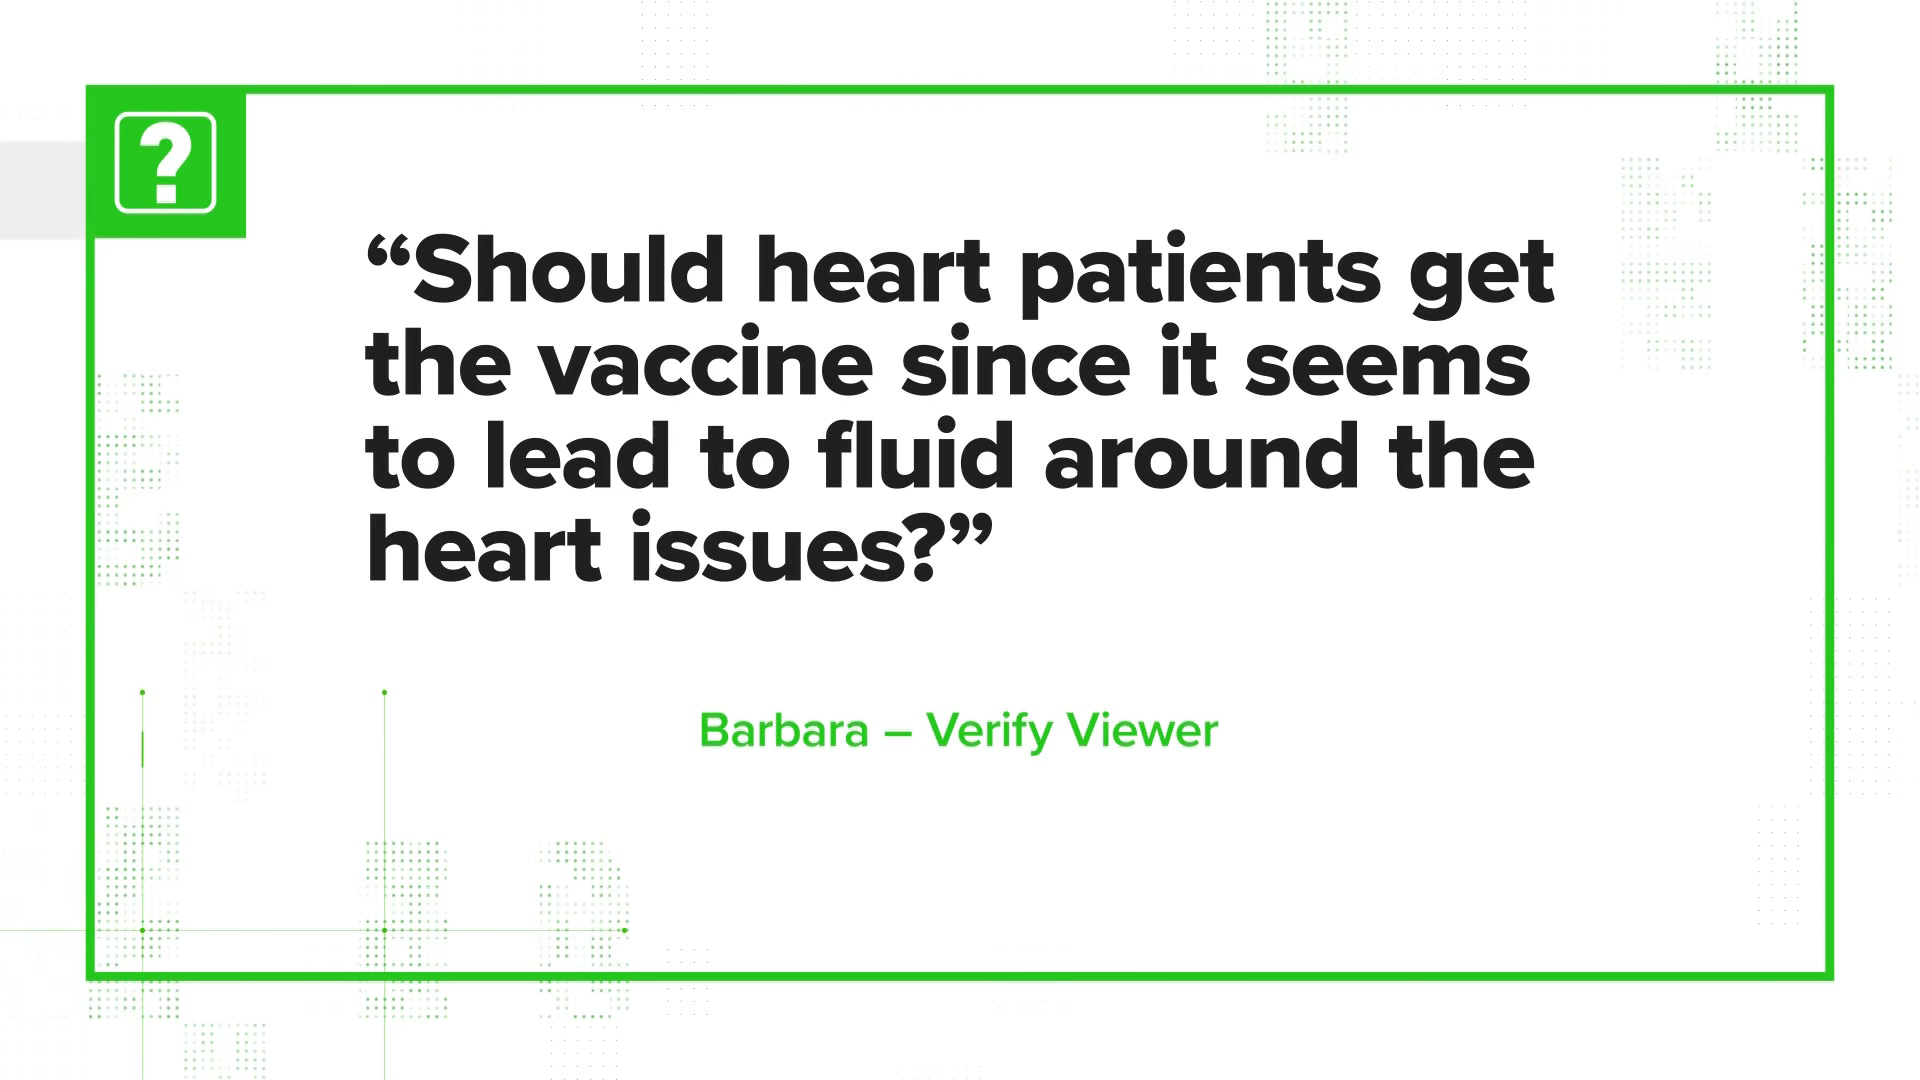 ?
“Should heart patients get
the vaccine since it seems
to lead to fluid around the
heart issues?”
Barbara – Verify Viewer